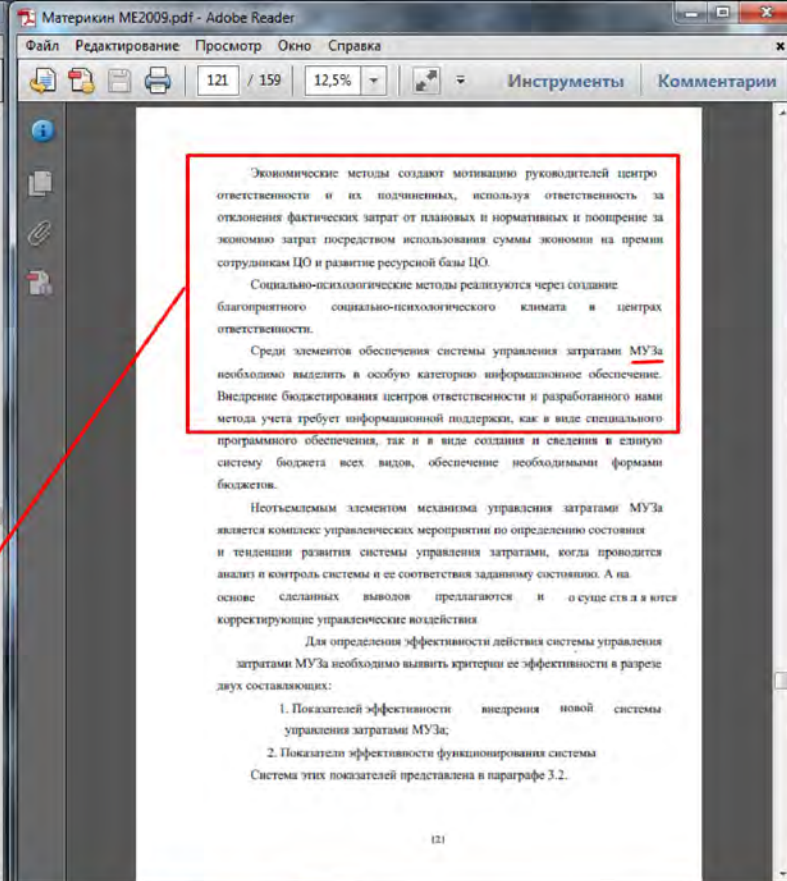 Материкин МЕ2009.pdf - Adobe Reader
Файл Редактирование Просмотр Окно Справка
121 / 159 12,5% Инструменты Комментарии
Экономические методы создают мотивацию руководителей центро
ответственности и их подчиненных, используя ответственность за
отклонения фактических затрат от плановых и нормативных и поощрение за
экономию затрат посредством использования суммы экономии на премии
сотрудникам ЦО и развитие ресурсной базы ЦО.
Социально-психологические методы реализуются через создание
благоприятного социально-психологического климата в центрах
ответственности.
Среди элементов обеспечения системы управления затратами МУЗа
необходимо выделить в особую категорию информационное обеспечение.
Внедрение бюджетирования центров ответственности и разработанного нами
метода учета требует информационной поддержки, как в виде специального
программного обеспечения, так и в виде создания и сведения в единую
систему бюджета всех видов, обеспечение необходимыми формами
бюджетов.
Неотъемлемым элементом механизма управления затратами МУЗа
является комплекс управленческих мероприятии по определению состояния
и тенденции развития системы управления затратами, когда проводится
анализ и контроль системы и ее соответствия заданному состоянию. А на
основе сделанных выводов предлагаются и о суще ств л я ются
корректирующие управленческие воздействия
Для определения эффективности действия системы управления
затратами МУЗа необходимо выявить критерии ее эффективности в разрезе
двух составляющих:
1. Показателей эффективности внедрения новой системы
управления затратами МУЗа;
2. Показатели эффективности функционирования системы
Система этих показателей представлена в параграфе 3.2.
121